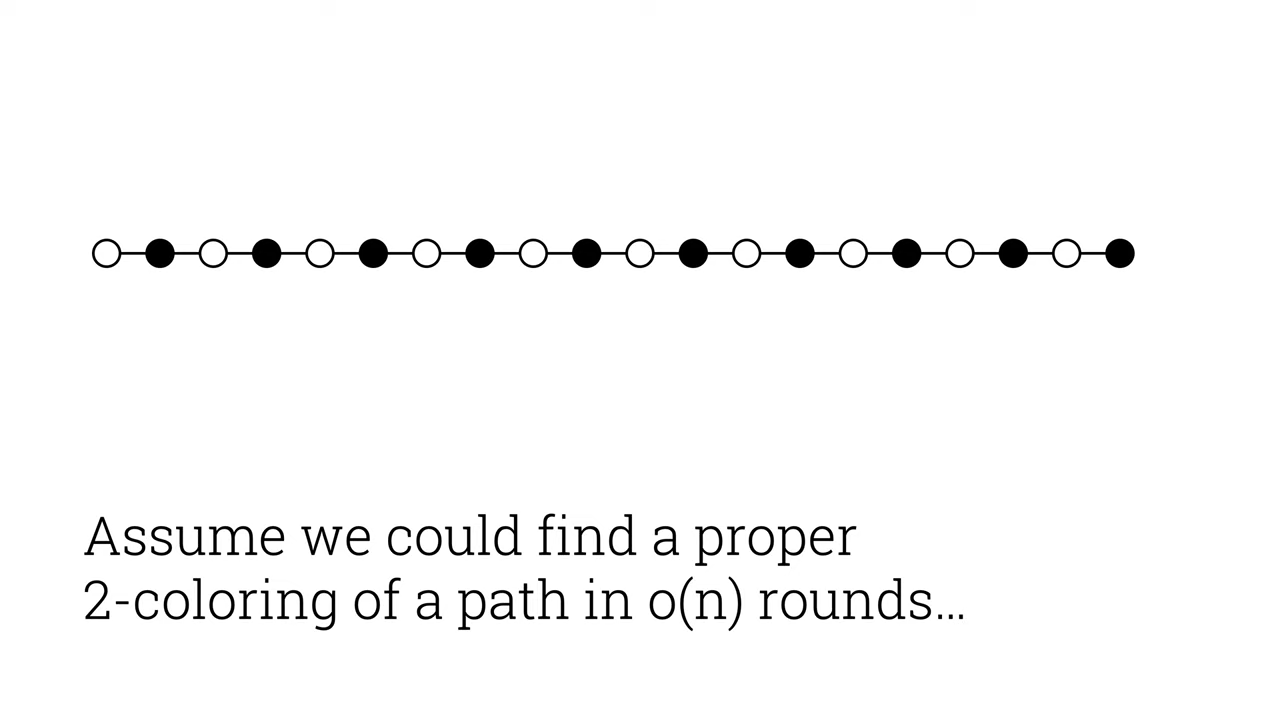 Assume we could find a proper
2-coloring of a path in o(n) rounds…